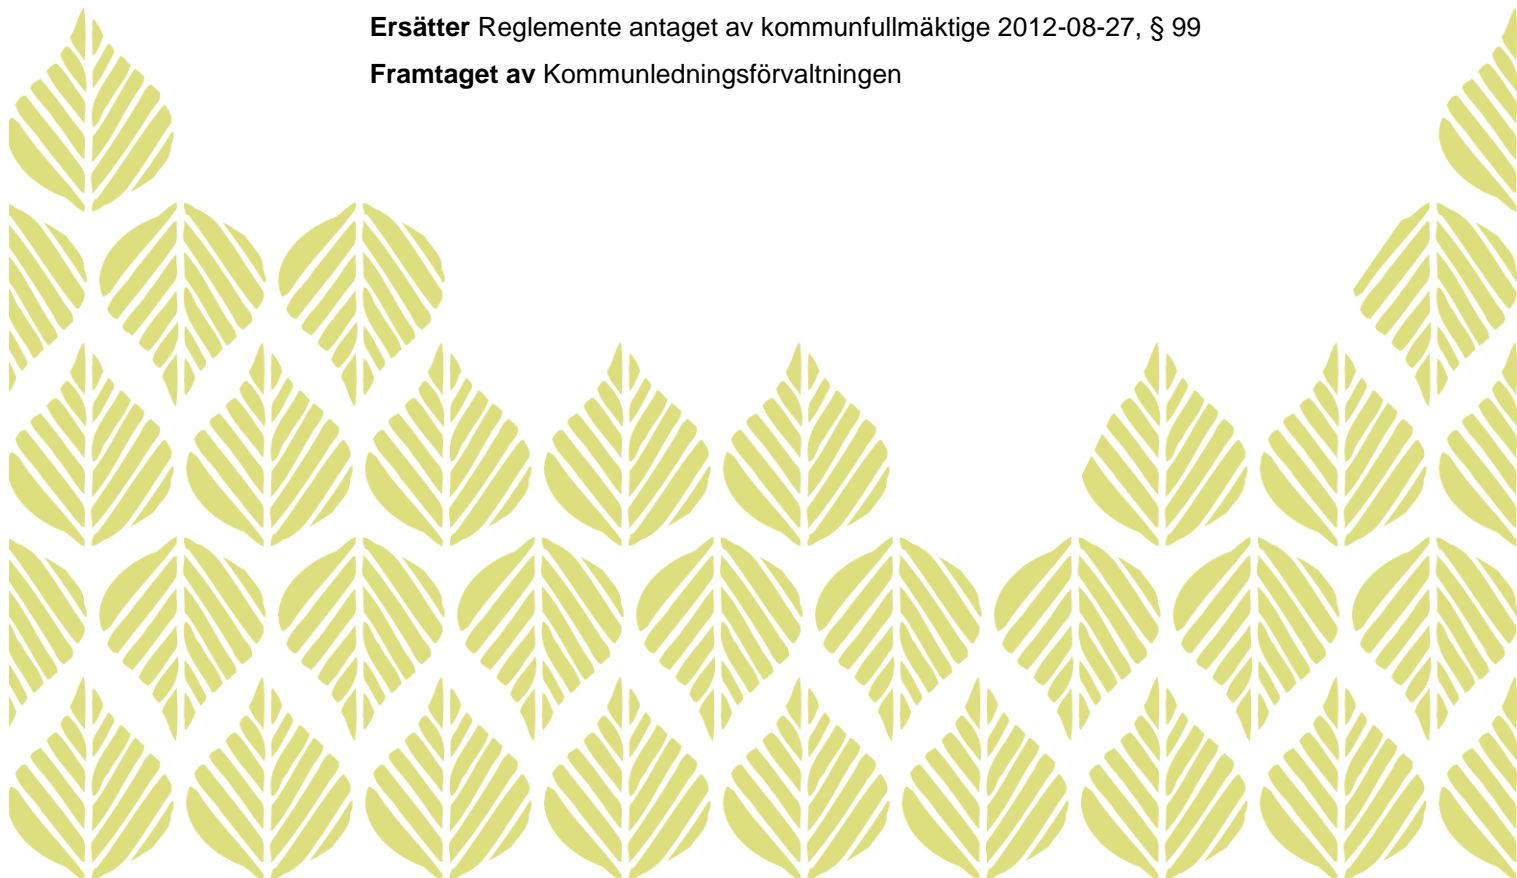 Ersätter Reglemente antaget av kommunfullmäktige 2012-08-27, § 99
Framtaget av Kommunledningsförvaltningen